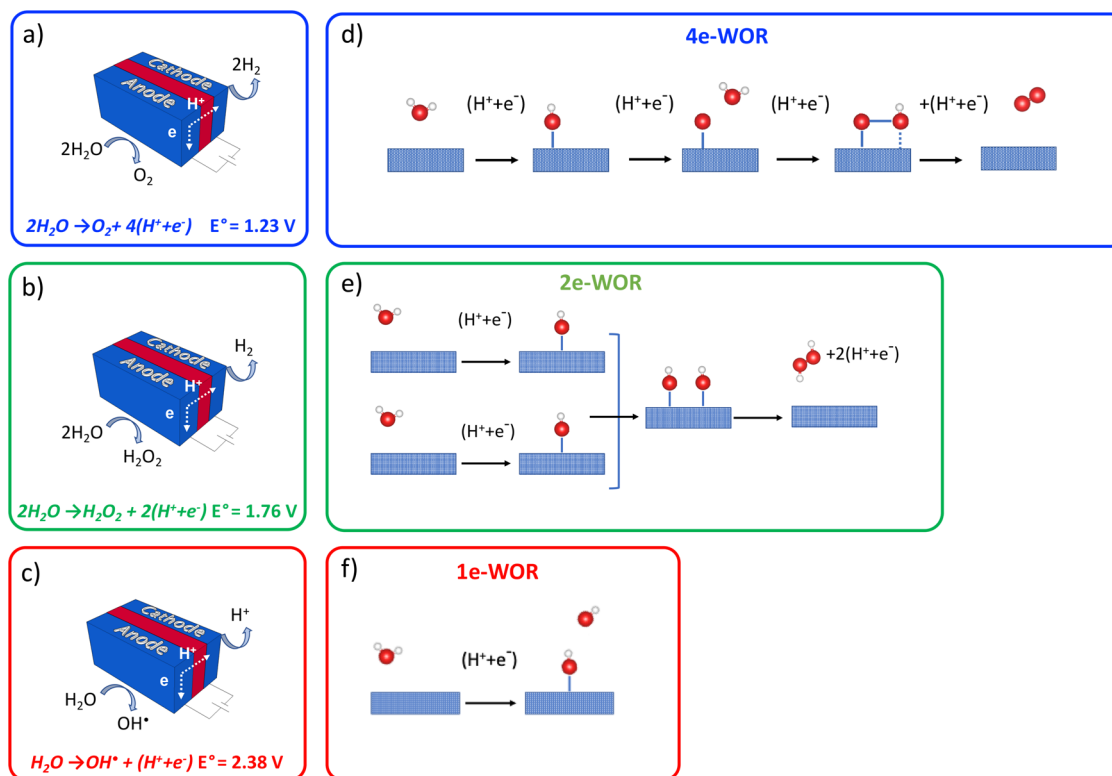 a)
Cathode
Anode
H⁺
e
2H₂
2H₂O
O₂
2H₂O →O₂+ 4(H⁺+e⁻) E°= 1.23 V
d)
4e-WOR
(H⁺+e⁻) (H⁺+e⁻) (H⁺+e⁻) +(H⁺+e⁻)
b)
Cathode
Anode
H⁺
e
H₂
2H₂O
H₂O₂
2H₂O →H₂O₂ + 2(H⁺+e⁻) E°= 1.76 V
e)
2e-WOR
(H⁺+e⁻)
(H⁺+e⁻)
+2(H⁺+e⁻)
c)
Cathode
Anode
H⁺
e
H⁺
H₂O
OH•
H₂O →OH• + (H⁺+e⁻) E°= 2.38 V
f)
1e-WOR
(H⁺+e⁻)